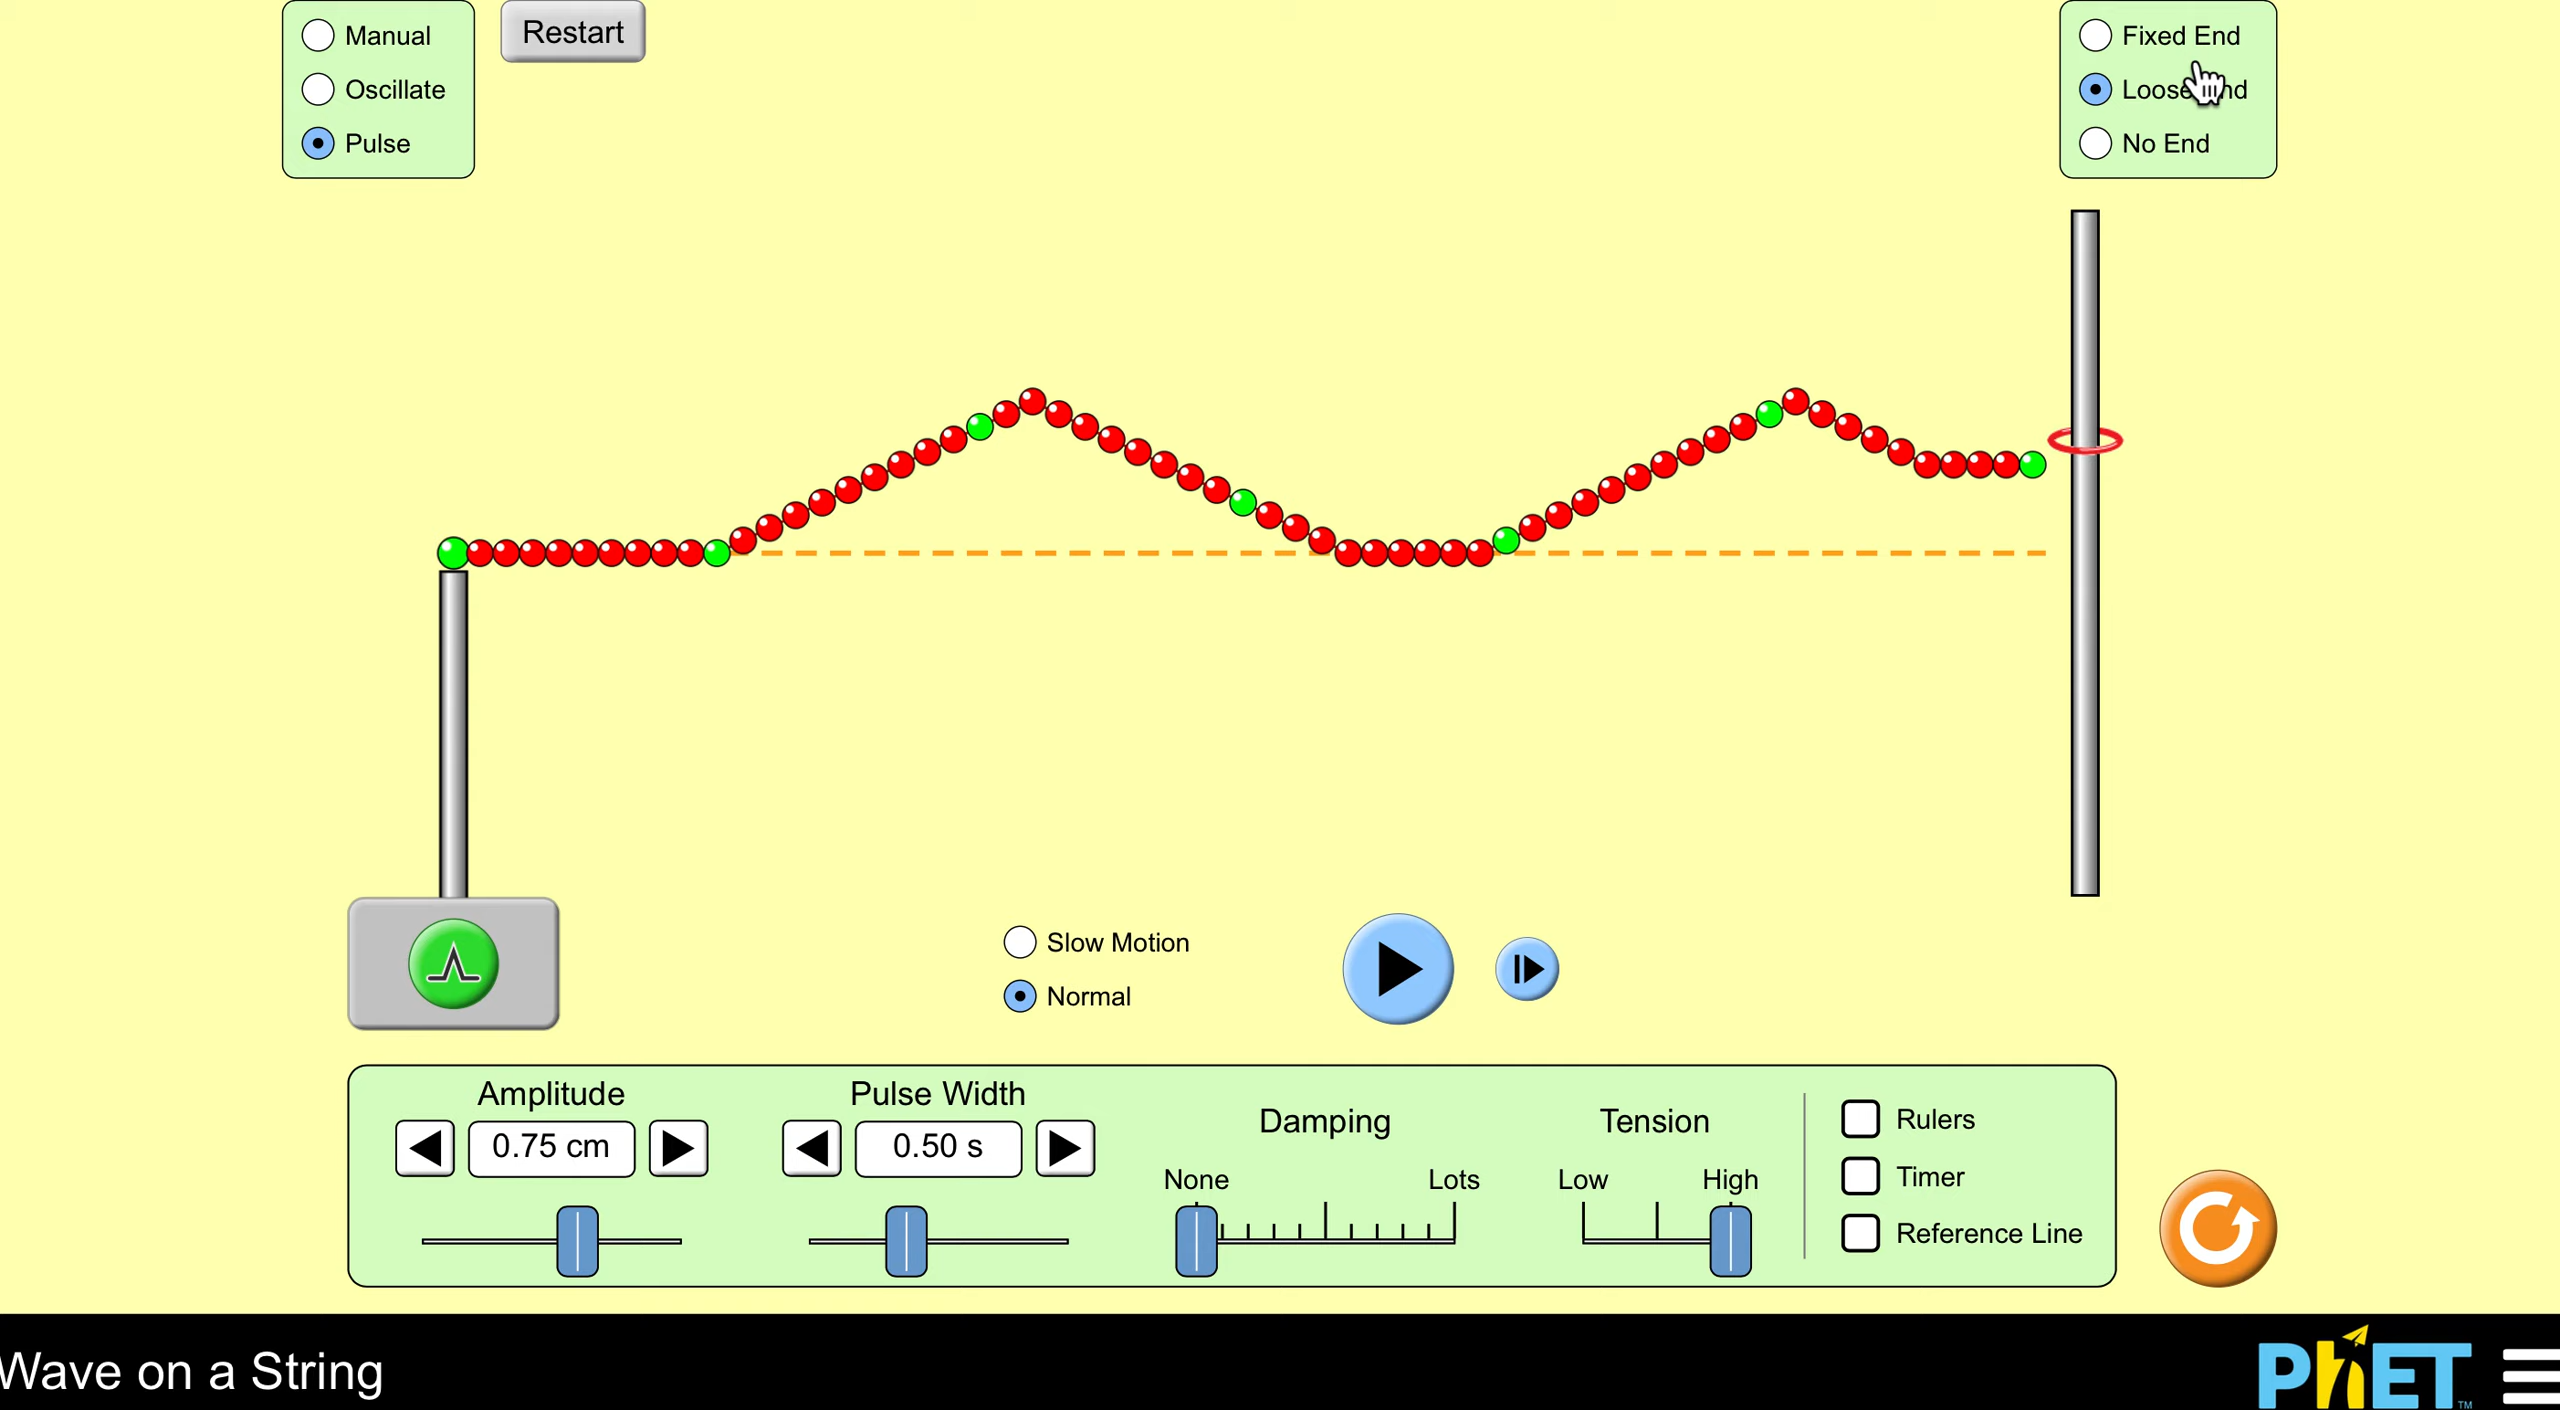 Manual
Oscillate
Pulse
Restart
Fixed End
Loose End
No End
Slow Motion
Normal
Amplitude
0.75 cm
Pulse Width
0.50 s
Damping
None
Lots
Tension
Low
High
Rulers
Timer
Reference Line
Wave on a String
PhET
TM